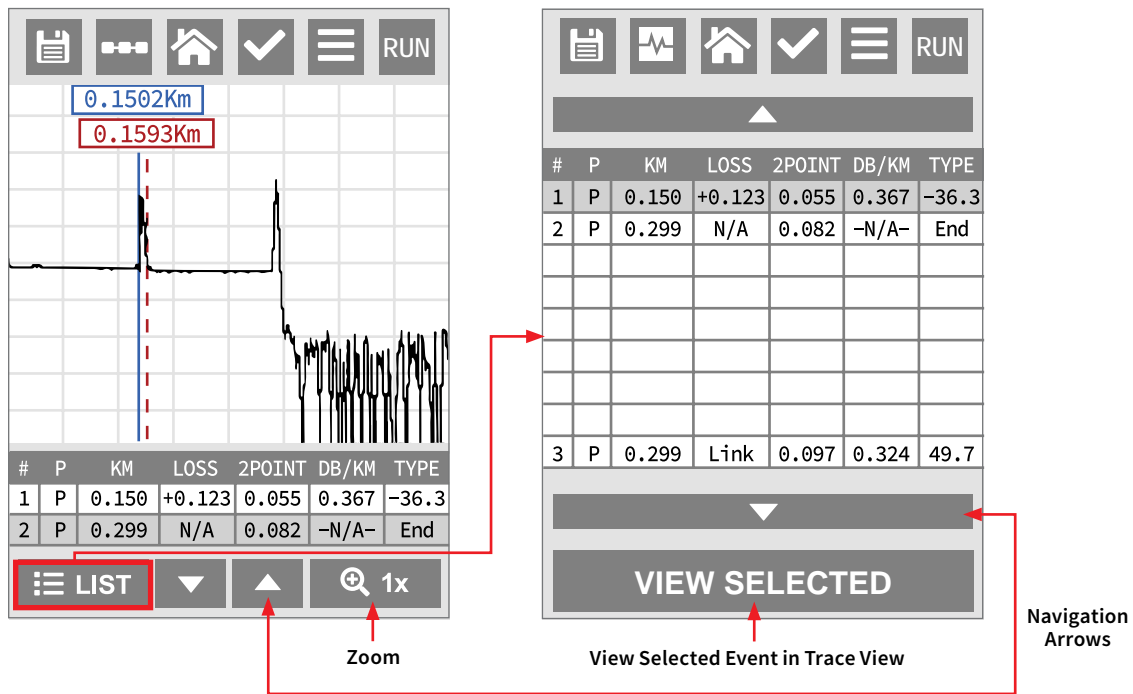 RUN
0.1502Km
0.1593Km
# P KM LOSS 2POINT DB/KM TYPE
1 P 0.150 +0.123 0.055 0.367 −36.3
2 P 0.299 N/A 0.082 −N/A− End
LIST
1x
Zoom
RUN
# P KM LOSS 2POINT DB/KM TYPE
1 P 0.150 +0.123 0.055 0.367 −36.3
2 P 0.299 N/A 0.082 −N/A− End
3 P 0.299 Link 0.097 0.324 49.7
VIEW SELECTED
View Selected Event in Trace View
Navigation
Arrows